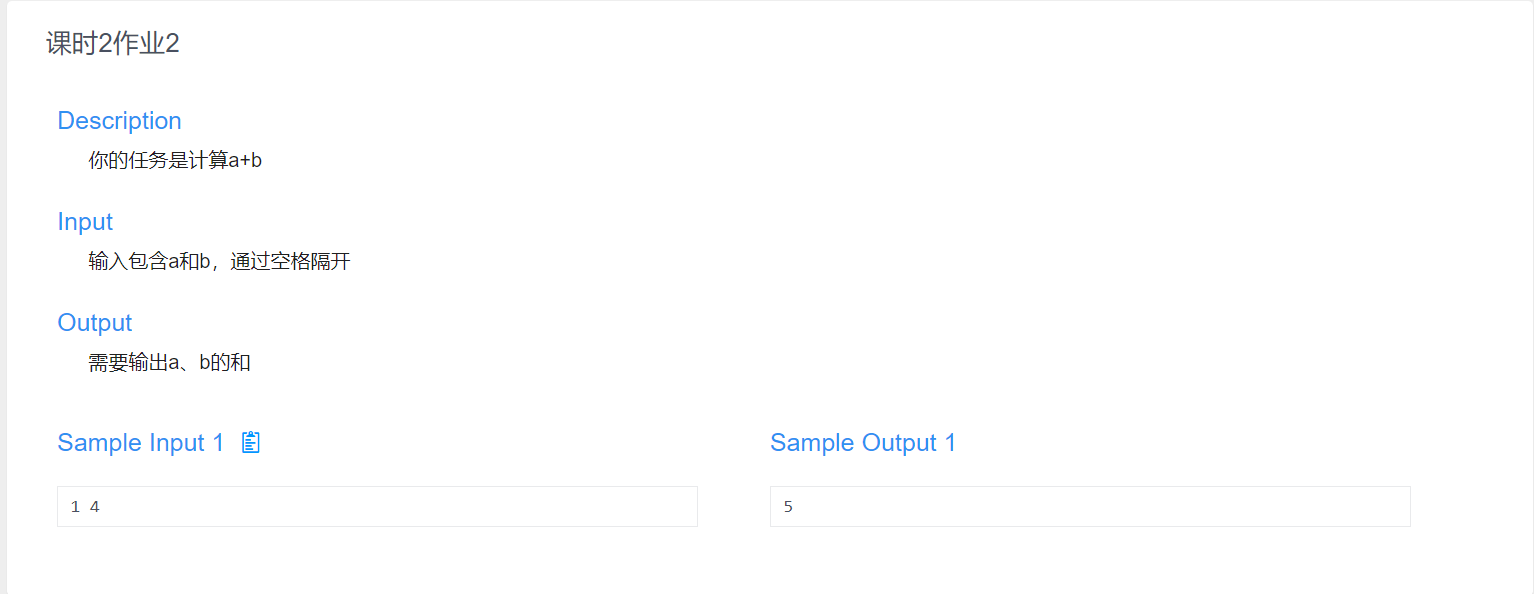 课时2作业2
Description
你的任务是计算a+b
Input
输入包含a和b，通过空格隔开
Output
需要输出a、b的和
Sample Input 1
Sample Output 1
1 4
5